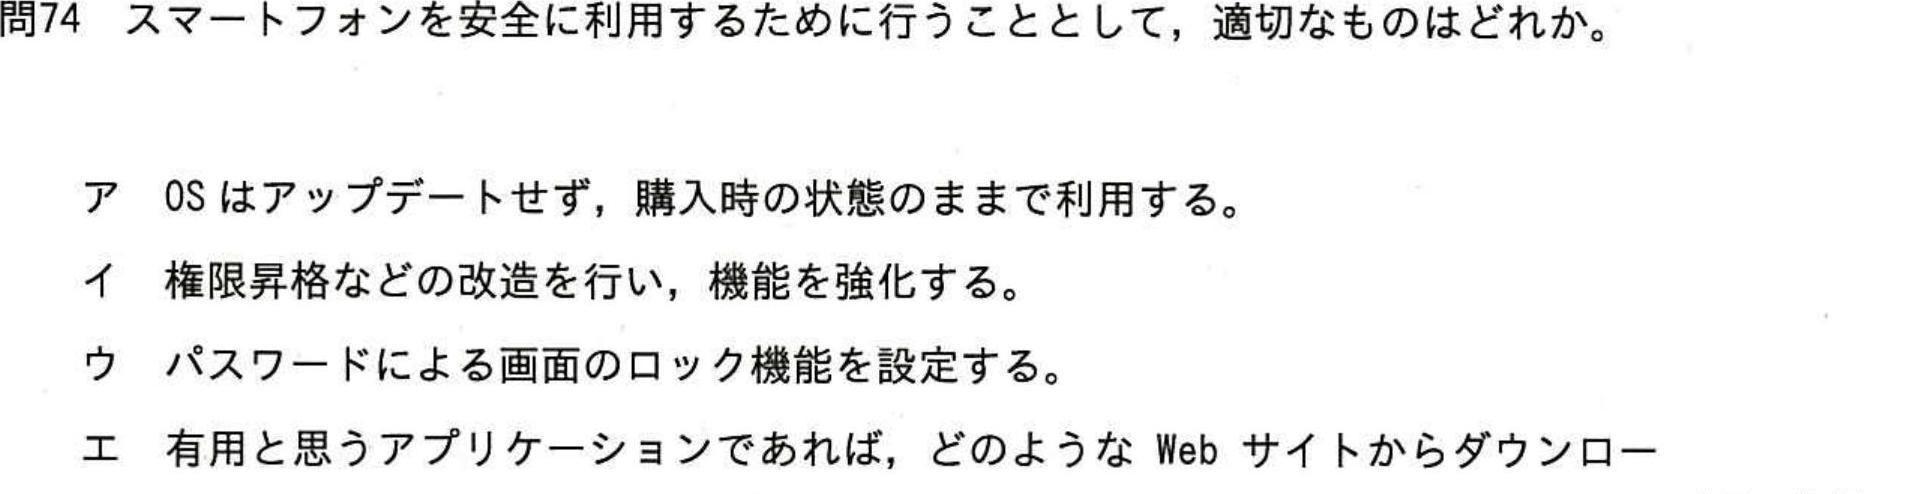 問74　スマートフォンを安全に利用するために行うこととして，適切なものはどれか。
ア　OSはアップデートせず，購入時の状態のままで利用する。
イ　権限昇格などの改造を行い，機能を強化する。
ウ　パスワードによる画面のロック機能を設定する。
エ　有用と思うアプリケーションであれば，どのような Web サイトからダウンロー